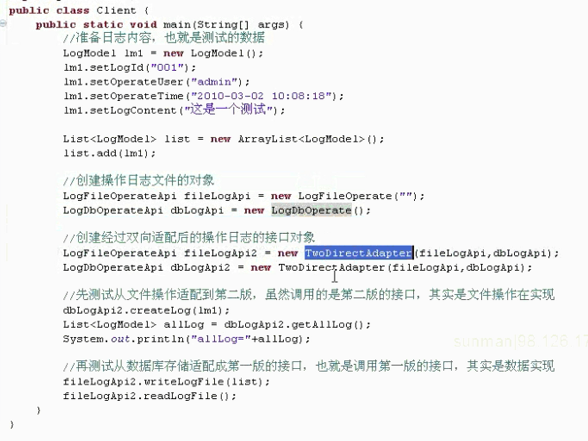 public class Client {
public static void main(String[] args) {
//准备日志内容，也就是测试的数据
LogModel lm1 = new LogModel();
lm1.setLogId("001");
lm1.setOperateUser("admin");
lm1.setOperateTime("2010-03-02 10:08:18");
lm1.setLogContent("这是一个测试");
List<LogModel> list = new ArrayList<LogModel>();
list.add(lm1);
//创建操作日志文件的对象
LogFileOperateApi fileLogApi = new LogFileOperate("");
LogDbOperateApi dbLogApi = new LogDbOperate();
//创建经过双向适配后的操作日志的接口对象
LogFileOperateApi fileLogApi2 = new TwoDirectAdapter(fileLogApi,dbLogApi);
LogDbOperateApi dbLogApi2 = new TwoDirectAdapter(fileLogApi,dbLogApi);
//先测试从文件操作适配到第二版，虽然调用的是第二版的接口，其实是文件操作在实现
dbLogApi2.createLog(lm1);
List<LogModel> allLog = dbLogApi2.getAllLog();
System.out.println("allLog="+allLog);
//再测试从数据库存储适配成第一版的接口，也就是调用第一版的接口，其实是数据实现
fileLogApi2.writeLogFile(list);
fileLogApi2.readLogFile();
}
}